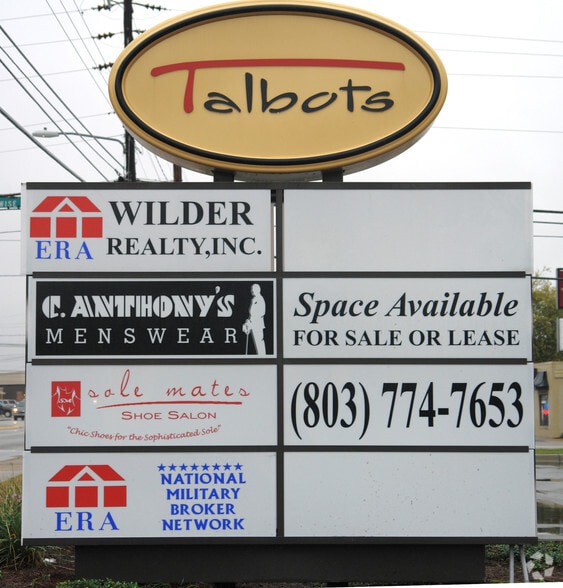 Talbots
WILDER
REALTY,INC.
ERA
C. ANTHONY'S
MENSWEAR
Space Available
FOR SALE OR LEASE
sole mates
SHOE SALON
"Chic Shoes for the Sophisticated Sole"
(803) 774-7653
ERA
NATIONAL
MILITARY
BROKER
NETWORK